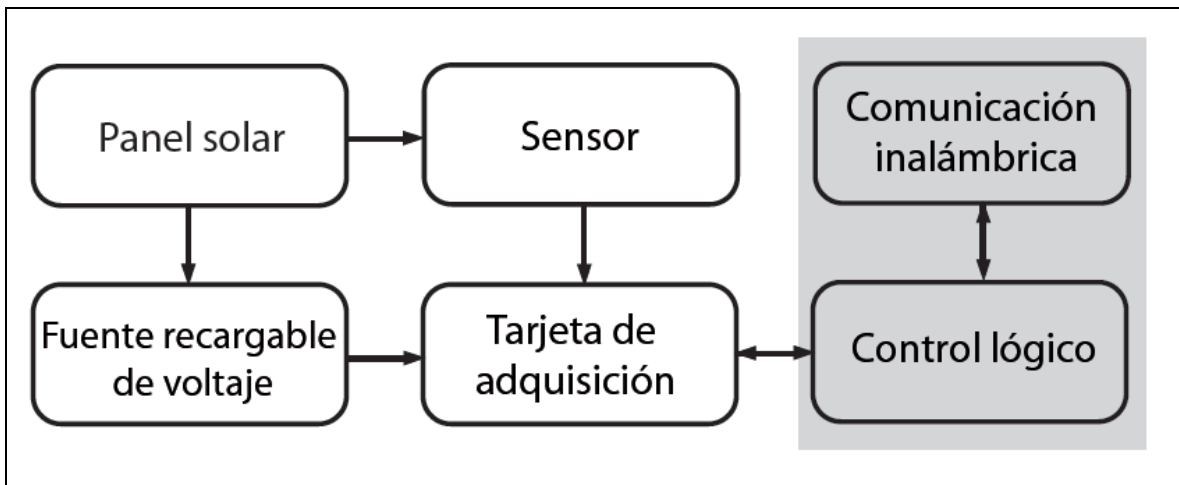 Panel solar
Sensor
Comunicación
inalámbrica
Fuente recargable
de voltaje
Tarjeta de
adquisición
Control lógico